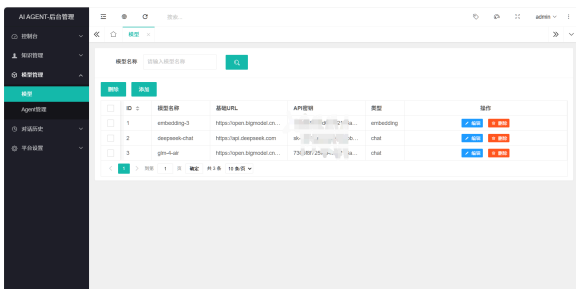 AI AGENT-后台管理
搜索...
admin
控制台
知识管理
模型管理
模型
Agent管理
对话历史
平台设置
模型
模型名称 请输入模型名称
删除 添加
ID 模型名称 基础URL API密钥 类型 操作
1 embedding-3 https://open.bigmodel.cn... embedding 编辑 删除
2 deepseek-chat https://api.deepseek.com chat 编辑 删除
3 glm-4-air https://open.bigmodel.cn... chat 编辑 删除
1 到第 1 页 确定 共 3 条 10 条/页